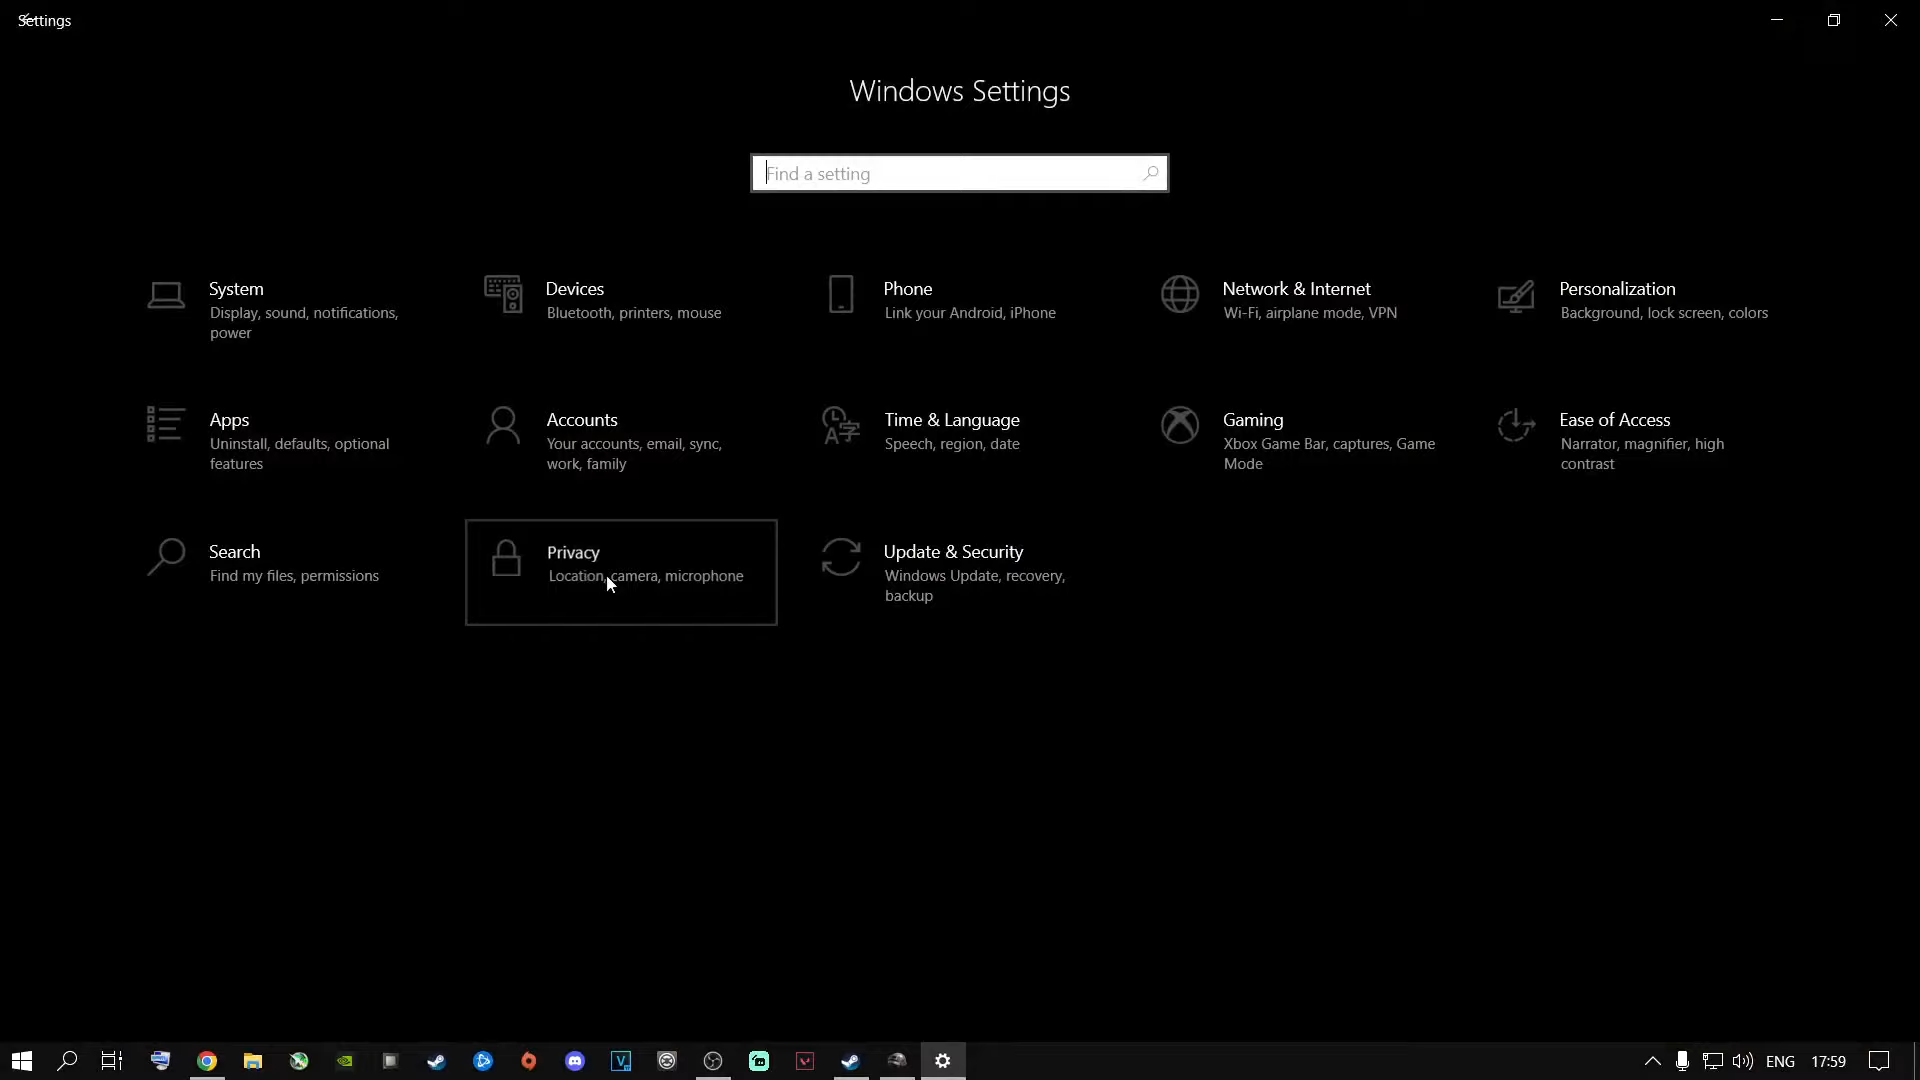 Settings
Windows Settings
Find a setting
System
Display, sound, notifications,
power
Devices
Bluetooth, printers, mouse
Phone
Link your Android, iPhone
Network & Internet
Wi-Fi, airplane mode, VPN
Personalization
Background, lock screen, colors
Apps
Uninstall, defaults, optional
features
Accounts
Your accounts, email, sync,
work, family
Time & Language
Speech, region, date
Gaming
Xbox Game Bar, captures, Game
Mode
Ease of Access
Narrator, magnifier, high
contrast
Search
Find my files, permissions
Privacy
Location, camera, microphone
Update & Security
Windows Update, recovery,
backup
ENG 17:59